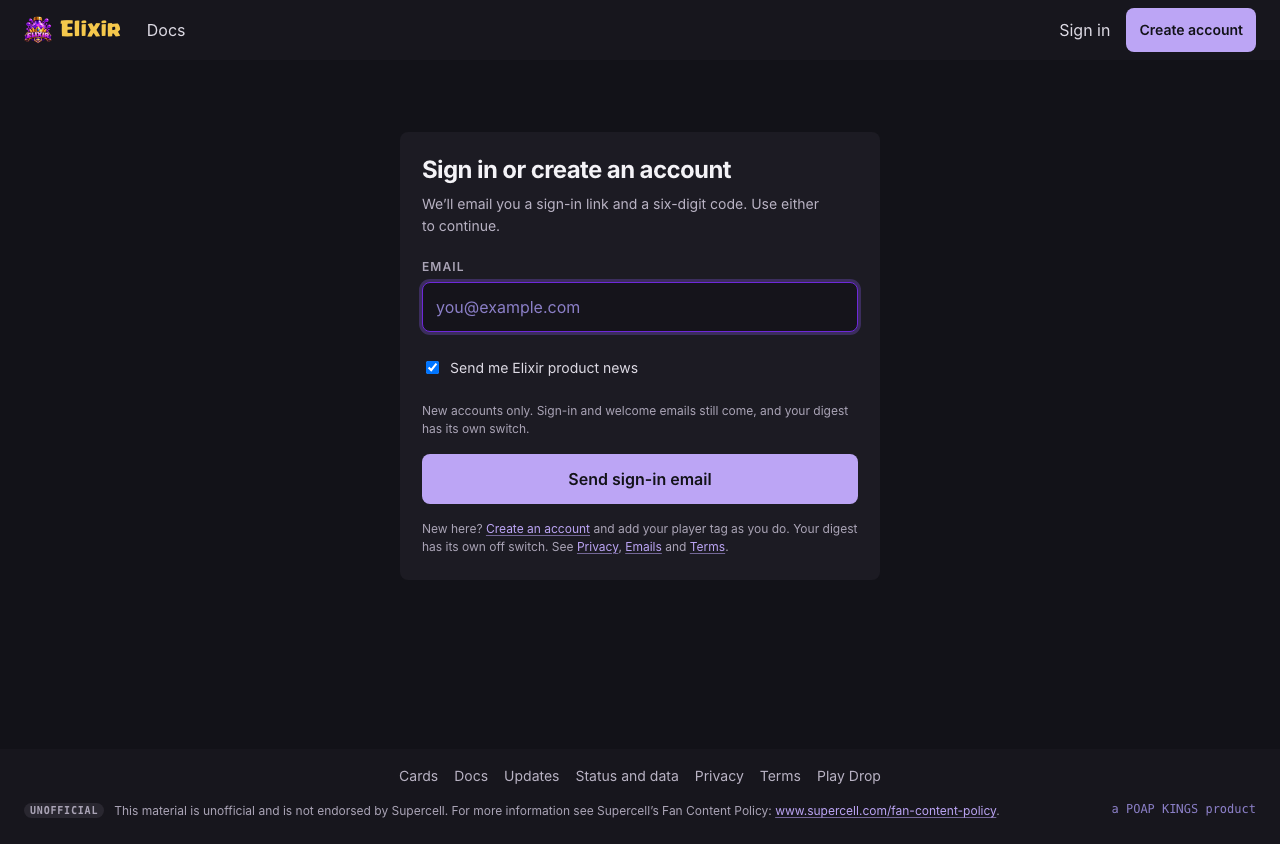 Elixir
Docs
Sign in
Create account
Sign in or create an account
We’ll email you a sign-in link and a six-digit code. Use either
to continue.
EMAIL
you@example.com
Send me Elixir product news
New accounts only. Sign-in and welcome emails still come, and your digest
has its own switch.
Send sign-in email
New here? Create an account and add your player tag as you do. Your digest
has its own off switch. See Privacy, Emails and Terms.
Cards Docs Updates Status and data Privacy Terms Play Drop
UNOFFICIAL This material is unofficial and is not endorsed by Supercell. For more information see Supercell’s Fan Content Policy: www.supercell.com/fan-content-policy.
a POAP KINGS product